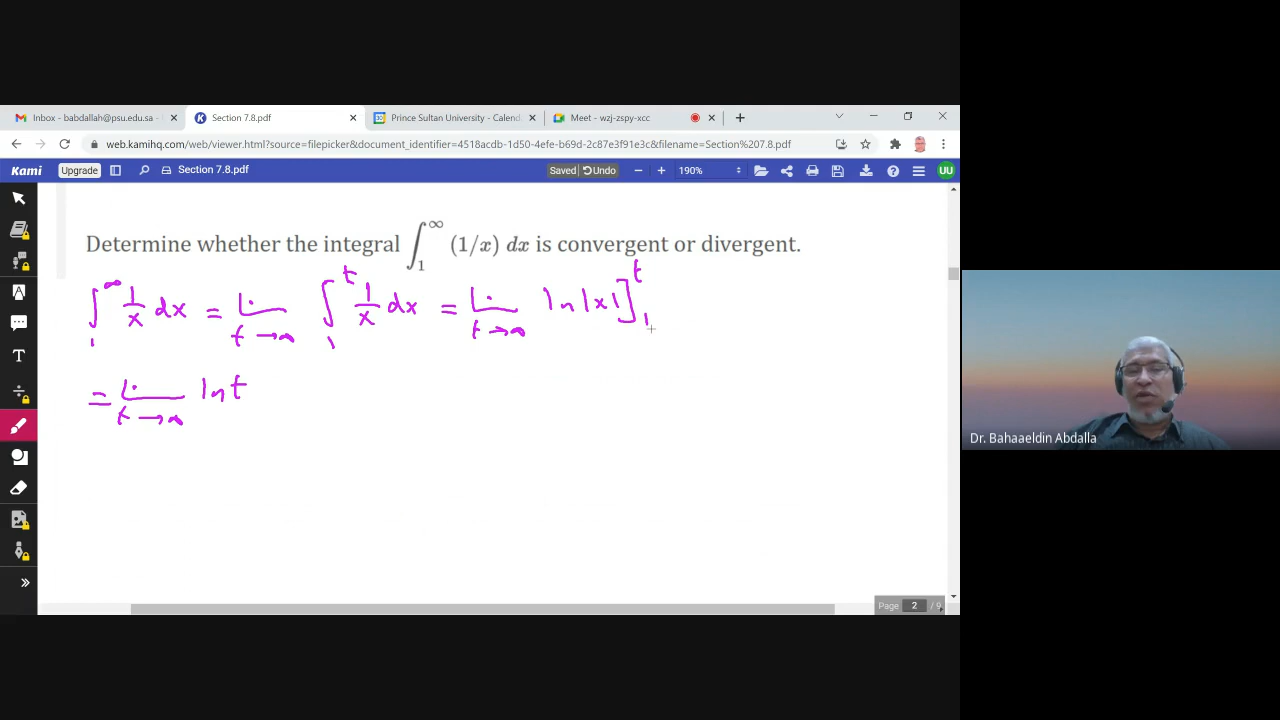 Inbox - babdallah@psu.edu.sa -
Section 7.8.pdf
Prince Sultan University - Calend
Meet - wzj-zspy-xcc
web.kamihq.com/web/viewer.html?source=filepicker&document_identifier=4518acdb-1d50-4efe-b69d-2c87e3f91e3c&filename=Section%207.8.pdf
Kami Upgrade Section 7.8.pdf Saved Undo 190% UU
Determine whether the integral ∫₁^∞ (1/x) dx is convergent or divergent.
∫₁^∞ 1/x dx = lim t→∞ ∫₁^t 1/x dx = lim t→∞ ln|x|]₁^t
= lim t→∞ ln t
Dr. Bahaaeldin Abdalla
Page 2 / 9